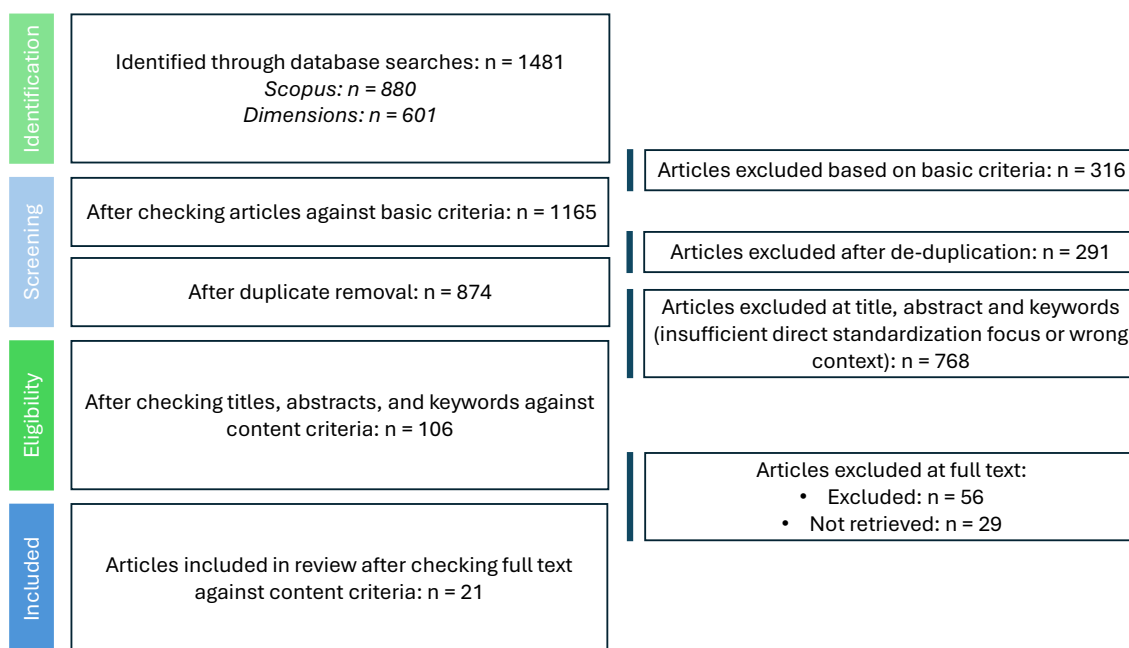 Identification
Identified through database searches: n = 1481
Scopus: n = 880
Dimensions: n = 601
Articles excluded based on basic criteria: n = 316
Screening
After checking articles against basic criteria: n = 1165
Articles excluded after de-duplication: n = 291
After duplicate removal: n = 874
Articles excluded at title, abstract and keywords
(insufficient direct standardization focus or wrong
context): n = 768
Eligibility
After checking titles, abstracts, and keywords against
content criteria: n = 106
Articles excluded at full text:
• Excluded: n = 56
• Not retrieved: n = 29
Included
Articles included in review after checking full text
against content criteria: n = 21